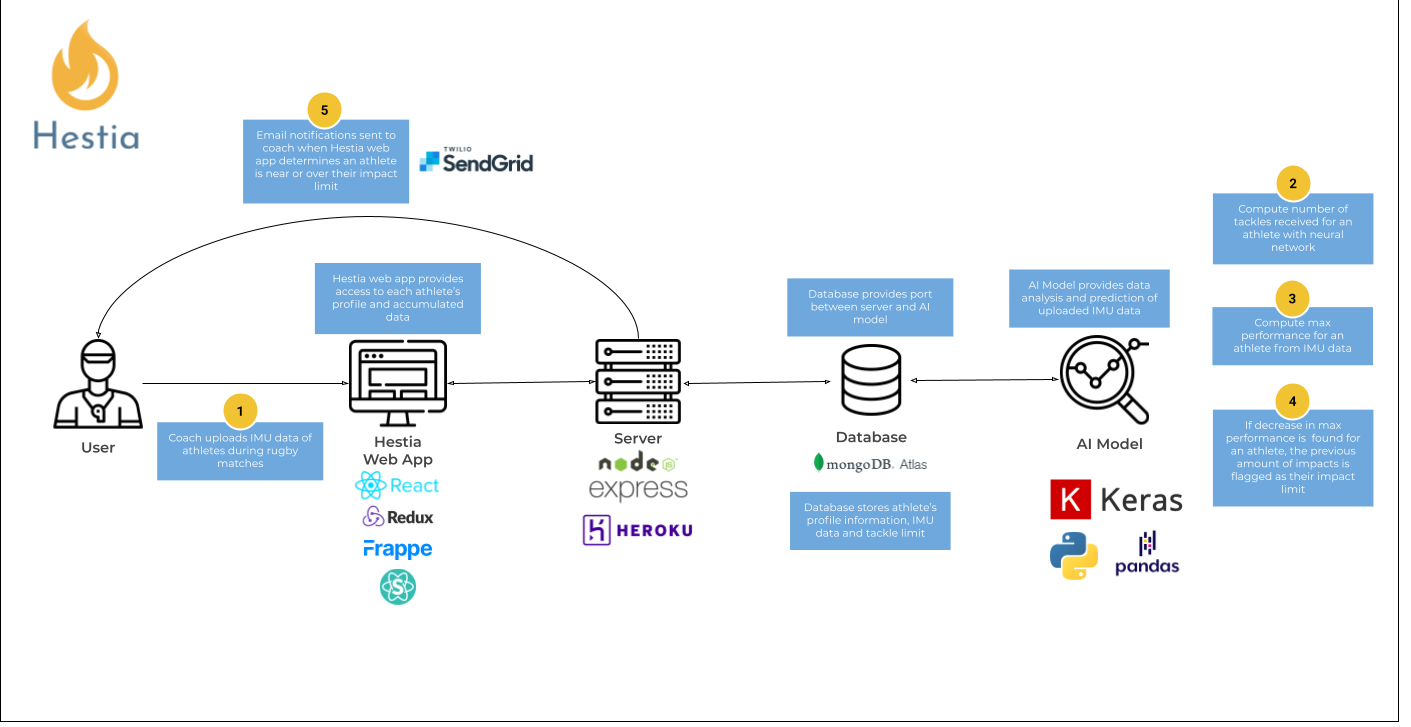 Hestia
5
Email notifications sent to
coach when Hestia web
app determines an athlete
is near or over their impact
limit
TWILIO
SendGrid
Hestia web app provides
access to each athlete's
profile and accumulated
data
User
1
Coach uploads IMU data of
athletes during rugby
matches
Hestia
Web App
React
Redux
Frappe
S
Server
node
JS
express
HEROKU
Database provides port
between server and AI
model
Database
mongoDB. Atlas
Database stores athlete's
profile information, IMU
data and tackle limit
AI Model provides data
analysis and prediction of
uploaded IMU data
AI Model
K Keras
pandas
2
Compute number of
tackles received for an
athlete with neural
network
3
Compute max
performance for an
athlete from IMU data
4
If decrease in max
performance is found for
an athlete, the previous
amount of impacts is
flagged as their impact
limit